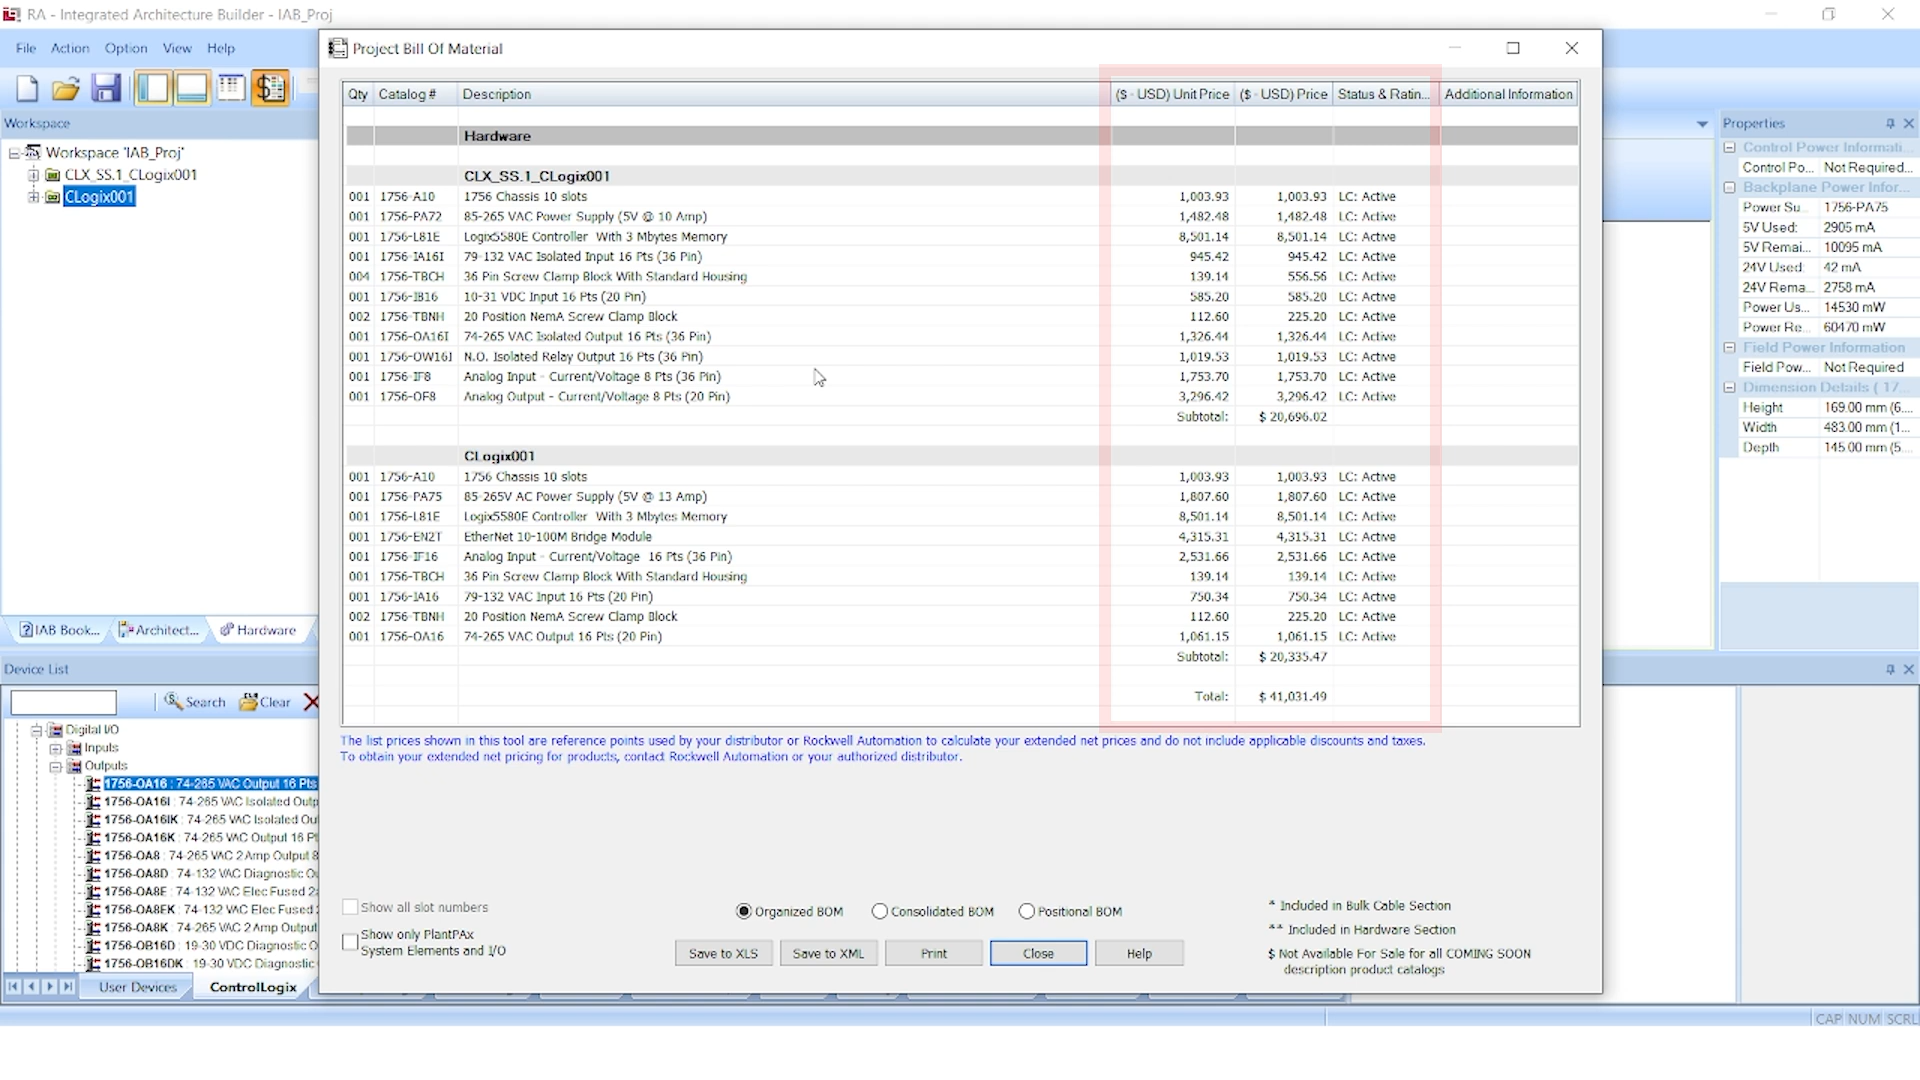 RA - Integrated Architecture Builder - IAB_Proj
File Action Option View Help
Workspace
Workspace 'IAB_Proj'
CLX_SS.1_CLogix001
CLogix001
IAB Book... Architect... Hardware
Device List
Search Clear
Digital I/O
Inputs
Outputs
1756-OA16 : 74-265 VAC Output 16 Pts
1756-OA16I : 74-265 VAC Isolated Outp
1756-OA16IK : 74-265 VAC Isolated Ou
1756-OA16K : 74-265 VAC Output 16 P
1756-OA8 : 74-265 VAC 2 Amp Output 8
1756-OA8D : 74-132 VAC Diagnostic O
1756-OA8E : 74-132 VAC Elec Fused 2
1756-OA8EK : 74-132 VAC Elec Fused
1756-OA8K : 74-265 VAC 2 Amp Output
1756-OB16D : 19-30 VDC Diagnostic O
1756-OB16DK : 19-30 VDC Diagnostic
User Devices ControlLogix
Project Bill Of Material
Qty Catalog # Description ($ - USD) Unit Price ($ - USD) Price Status & Ratin... Additional Information
Hardware
CLX_SS.1_CLogix001
001 1756-A10 1756 Chassis 10 slots 1,003.93 1,003.93 LC: Active
001 1756-PA72 85-265 VAC Power Supply (5V @ 10 Amp) 1,482.48 1,482.48 LC: Active
001 1756-L81E Logix5580E Controller With 3 Mbytes Memory 8,501.14 8,501.14 LC: Active
001 1756-IA16I 79-132 VAC Isolated Input 16 Pts (36 Pin) 945.42 945.42 LC: Active
004 1756-TBCH 36 Pin Screw Clamp Block With Standard Housing 139.14 556.56 LC: Active
001 1756-IB16 10-31 VDC Input 16 Pts (20 Pin) 585.20 585.20 LC: Active
002 1756-TBNH 20 Position NemA Screw Clamp Block 112.60 225.20 LC: Active
001 1756-OA16I 74-265 VAC Isolated Output 16 Pts (36 Pin) 1,326.44 1,326.44 LC: Active
001 1756-OW16I N.O. Isolated Relay Output 16 Pts (36 Pin) 1,019.53 1,019.53 LC: Active
001 1756-IF8 Analog Input - Current/Voltage 8 Pts (36 Pin) 1,753.70 1,753.70 LC: Active
001 1756-OF8 Analog Output - Current/Voltage 8 Pts (20 Pin) 3,296.42 3,296.42 LC: Active
Subtotal: $ 20,696.02
CLogix001
001 1756-A10 1756 Chassis 10 slots 1,003.93 1,003.93 LC: Active
001 1756-PA75 85-265V AC Power Supply (5V @ 13 Amp) 1,807.60 1,807.60 LC: Active
001 1756-L81E Logix5580E Controller With 3 Mbytes Memory 8,501.14 8,501.14 LC: Active
001 1756-EN2T EtherNet 10-100M Bridge Module 4,315.31 4,315.31 LC: Active
001 1756-IF16 Analog Input - Current/Voltage 16 Pts (36 Pin) 2,531.66 2,531.66 LC: Active
001 1756-TBCH 36 Pin Screw Clamp Block With Standard Housing 139.14 139.14 LC: Active
001 1756-IA16 79-132 VAC Input 16 Pts (20 Pin) 750.34 750.34 LC: Active
002 1756-TBNH 20 Position NemA Screw Clamp Block 112.60 225.20 LC: Active
001 1756-OA16 74-265 VAC Output 16 Pts (20 Pin) 1,061.15 1,061.15 LC: Active
Subtotal: $ 20,335.47
Total: $ 41,031.49
The list prices shown in this tool are reference points used by your distributor or Rockwell Automation to calculate your extended net prices and do not include applicable discounts and taxes.
To obtain your extended net pricing for products, contact Rockwell Automation or your authorized distributor.
Show all slot numbers
Show only PlantPAx
System Elements and I/O
Organized BOM Consolidated BOM Positional BOM
Save to XLS Save to XML Print Close Help
* Included in Bulk Cable Section
** Included in Hardware Section
$ Not Available For Sale for all COMING SOON
description product catalogs
Properties
Control Power Informati...
Control Po... Not Required...
Backplane Power Infor...
Power Su... 1756-PA75
5V Used: 2905 mA
5V Remai... 10095 mA
24V Used: 42 mA
24V Rema... 2758 mA
Power Us... 14530 mW
Power Re... 60470 mW
Field Power Information
Field Pow... Not Required
Dimension Details ( 17...
Height 169.00 mm (6....
Width 483.00 mm (1...
Depth 145.00 mm (5....
CAP NUM SCRL